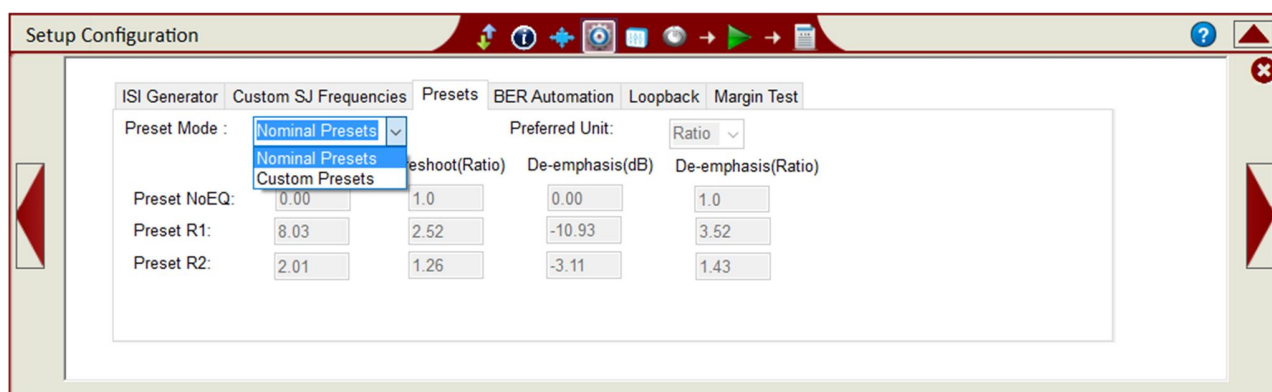 Setup Configuration
ISI Generator Custom SJ Frequencies Presets BER Automation Loopback Margin Test
Preset Mode : Nominal Presets Preferred Unit: Ratio
Nominal Presets
Custom Presets
eshoot(Ratio) De-emphasis(dB) De-emphasis(Ratio)
Preset NoEQ: 0.00 1.0 0.00 1.0
Preset R1: 8.03 2.52 -10.93 3.52
Preset R2: 2.01 1.26 -3.11 1.43